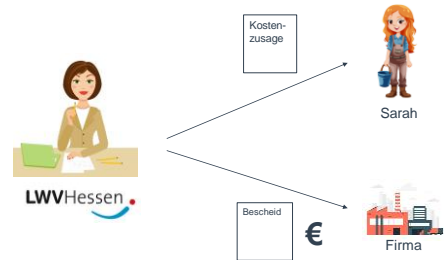 Kosten-
zusage
Sarah
LWVHessen
Bescheid
€
Firma